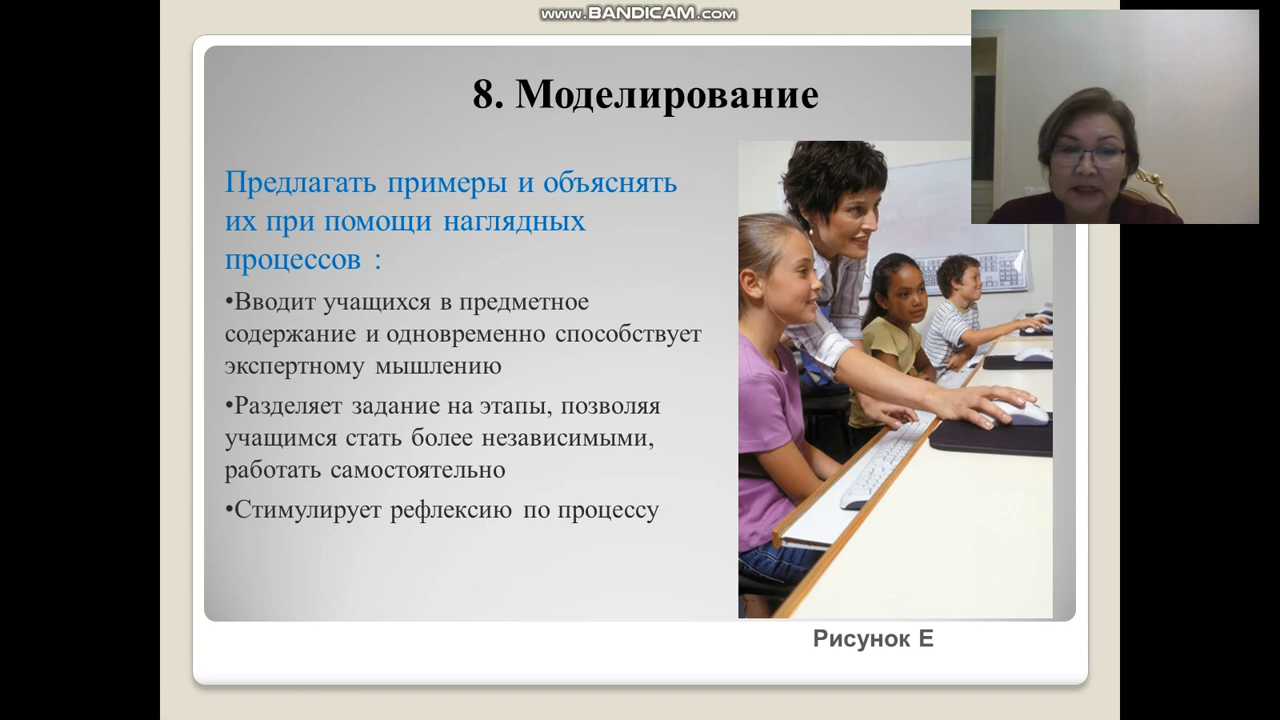 www.BANDICAM.com
8. Моделирование
Предлагать примеры и объяснять
их при помощи наглядных
процессов :
•Вводит учащихся в предметное
содержание и одновременно способствует
экспертному мышлению
•Разделяет задание на этапы, позволяя
учащимся стать более независимыми,
работать самостоятельно
•Стимулирует рефлексию по процессу
Рисунок Е